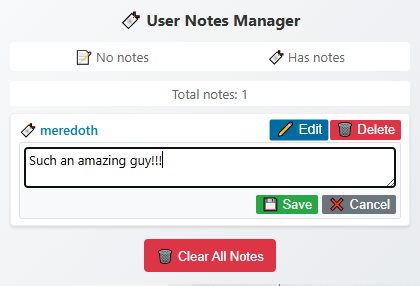 User Notes Manager
No notes Has notes
Total notes: 1
meredoth Edit Delete
Such an amazing guy!!!
Save Cancel
Clear All Notes